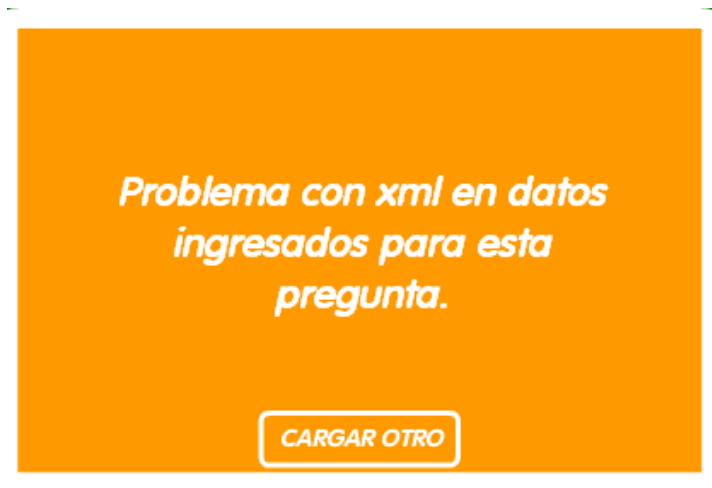 Problema con xml en datos
ingresados para esta
pregunta.
CARGAR OTRO